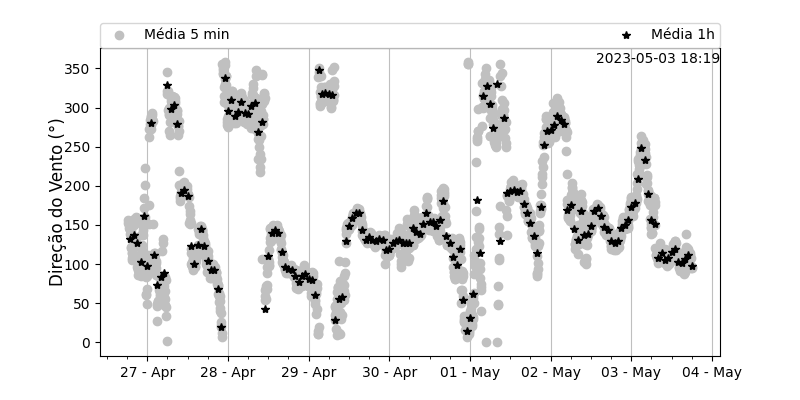 Média 5 min
Média 1h
2023-05-03 18:19
Direção do Vento (°)
350
300
250
200
150
100
50
0
27 - Apr
28 - Apr
29 - Apr
30 - Apr
01 - May
02 - May
03 - May
04 - May